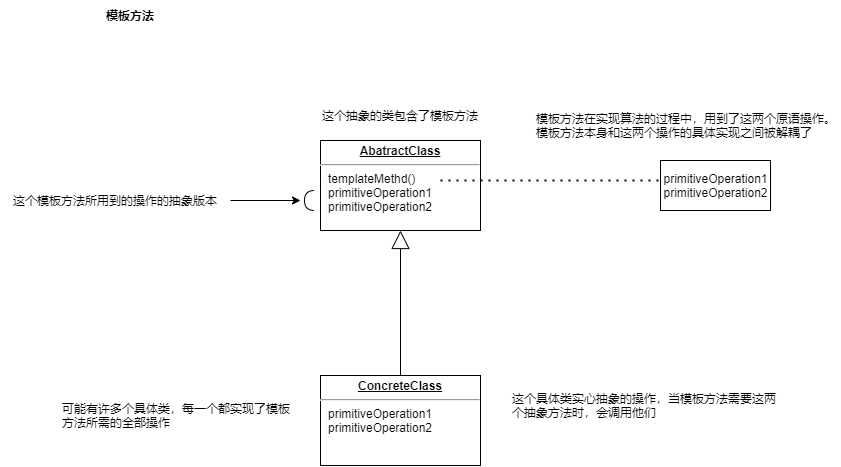 模板方法
这个抽象的类包含了模板方法
模板方法在实现算法的过程中，用到了这两个原语操作。
模板方法本身和这两个操作的具体实现之间被解耦了
AbatractClass
templateMethd()
primitiveOperation1
primitiveOperation2
primitiveOperation1
primitiveOperation2
这个模板方法所用到的操作的抽象版本
ConcreteClass
primitiveOperation1
primitiveOperation2
可能有许多个具体类，每一个都实现了模板
方法所需的全部操作
这个具体类实心抽象的操作，当模板方法需要这两
个抽象方法时，会调用他们